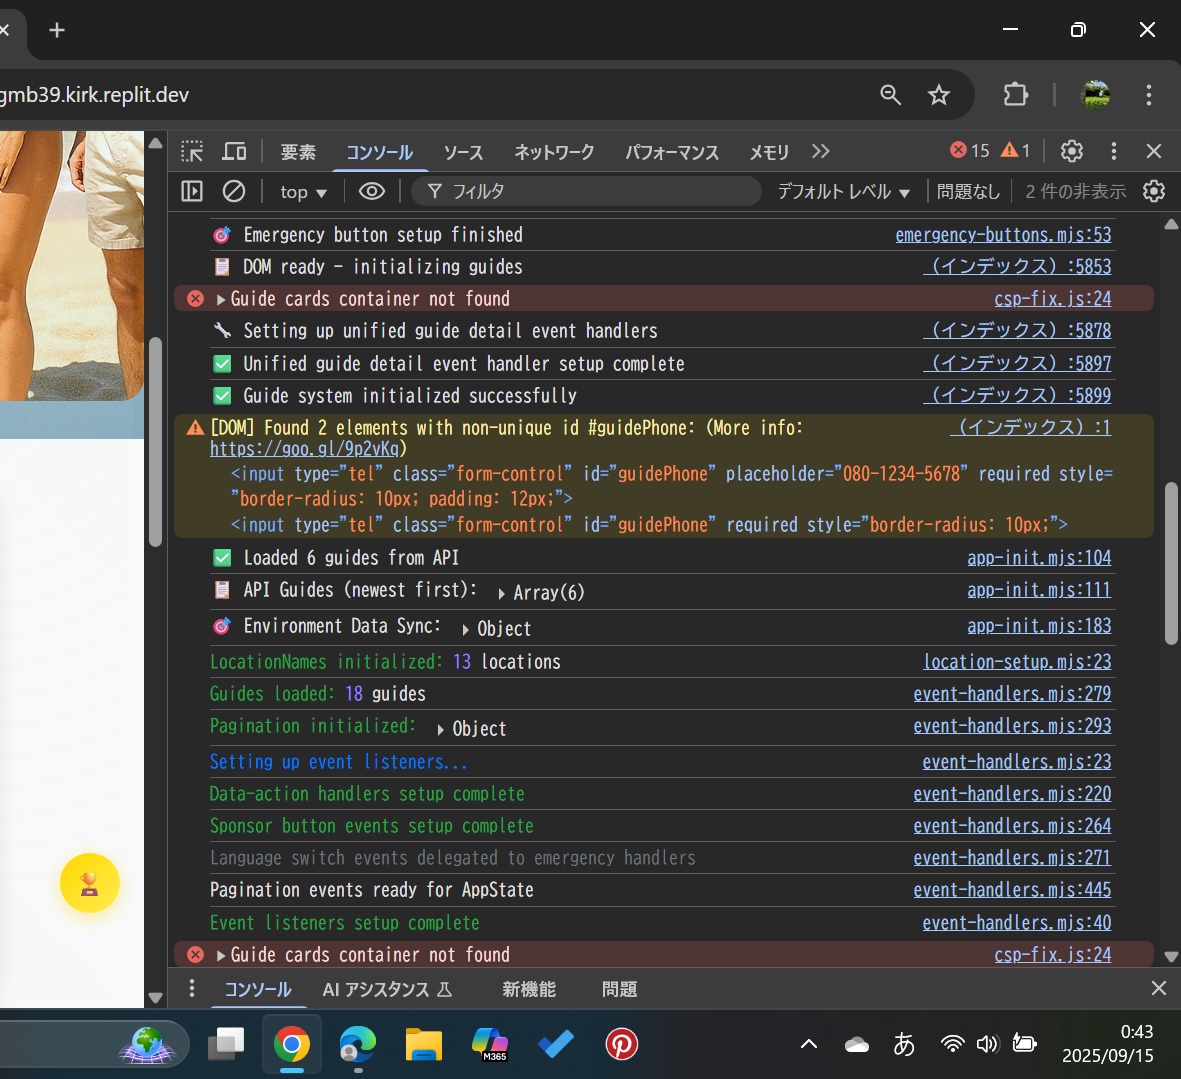 gmb39.kirk.replit.dev
要素 コンソール ソース ネットワーク パフォーマンス メモリ 15 1
top フィルタ デフォルト レベル 問題なし 2 件の非表示
Emergency button setup finished emergency-buttons.mjs:53
DOM ready - initializing guides (インデックス):5853
Guide cards container not found csp-fix.js:24
Setting up unified guide detail event handlers (インデックス):5878
Unified guide detail event handler setup complete (インデックス):5897
Guide system initialized successfully (インデックス):5899
[DOM] Found 2 elements with non-unique id #guidePhone: (More info: (インデックス):1
https://goo.gl/9p2vKq)
<input type="tel" class="form-control" id="guidePhone" placeholder="080-1234-5678" required style=
"border-radius: 10px; padding: 12px;">
<input type="tel" class="form-control" id="guidePhone" required style="border-radius: 10px;">
Loaded 6 guides from API app-init.mjs:104
API Guides (newest first): Array(6) app-init.mjs:111
Environment Data Sync: Object app-init.mjs:183
LocationNames initialized: 13 locations location-setup.mjs:23
Guides loaded: 18 guides event-handlers.mjs:279
Pagination initialized: Object event-handlers.mjs:293
Setting up event listeners... event-handlers.mjs:23
Data-action handlers setup complete event-handlers.mjs:220
Sponsor button events setup complete event-handlers.mjs:264
Language switch events delegated to emergency handlers event-handlers.mjs:271
Pagination events ready for AppState event-handlers.mjs:445
Event listeners setup complete event-handlers.mjs:40
Guide cards container not found csp-fix.js:24
コンソール AI アシスタンス 新機能 問題
M365
あ
0:43
2025/09/15